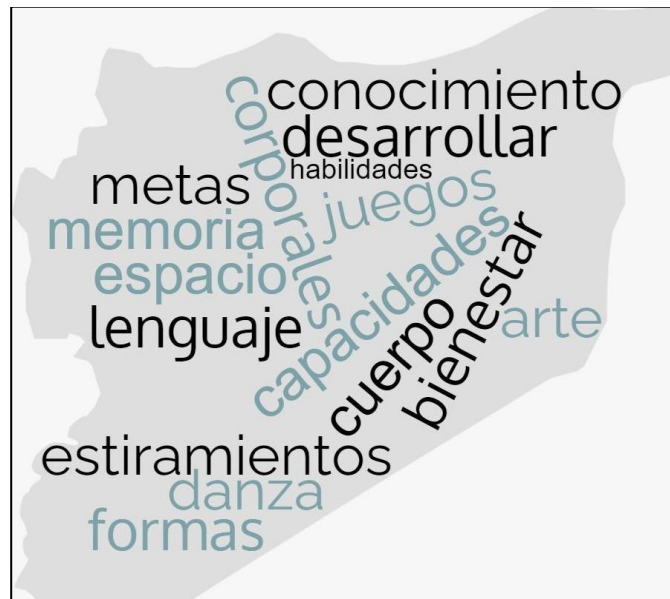 conocimiento
corporales
desarrollar
habilidades
metas
juegos
memoria
capacidades
espacio
bienestar
cuerpo
arte
lenguaje
estiramientos
danza
formas